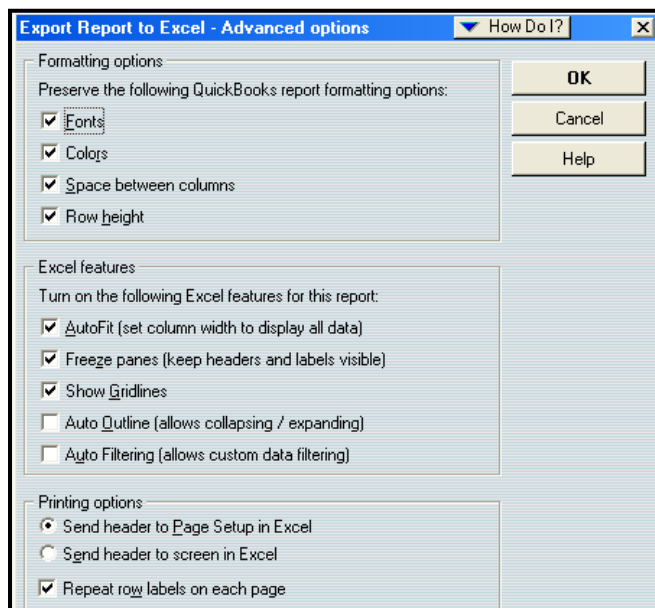 Export Report to Excel - Advanced options
How Do I?
Formatting options
Preserve the following QuickBooks report formatting options:
Fonts
Colors
Space between columns
Row height
OK
Cancel
Help
Excel features
Turn on the following Excel features for this report:
AutoFit (set column width to display all data)
Freeze panes (keep headers and labels visible)
Show Gridlines
Auto Outline (allows collapsing / expanding)
Auto Filtering (allows custom data filtering)
Printing options
Send header to Page Setup in Excel
Send header to screen in Excel
Repeat row labels on each page